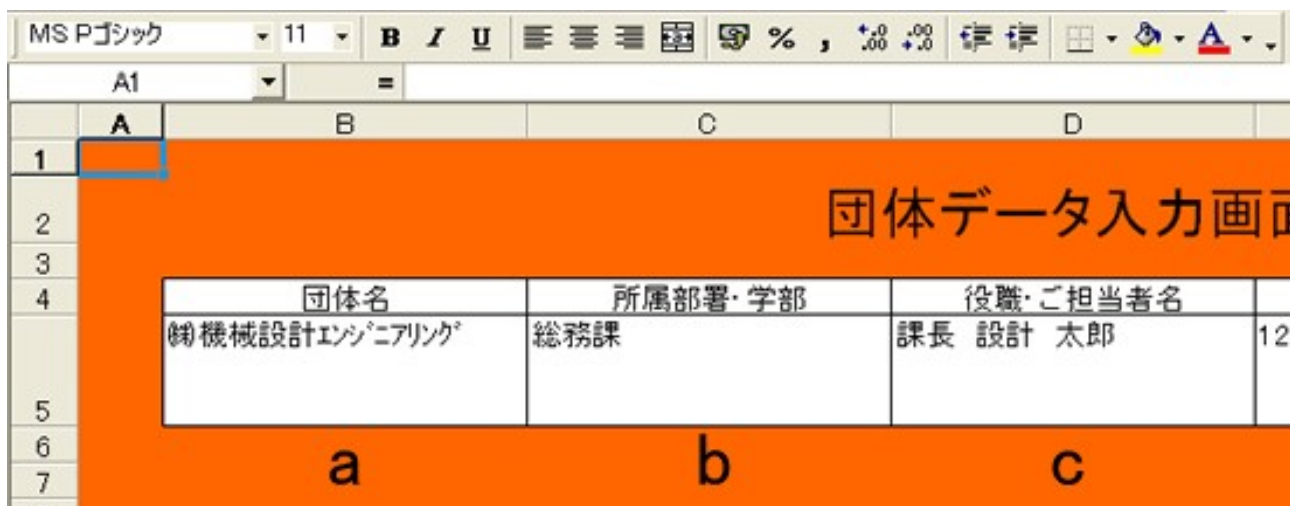 MS Pゴシック 11 B I U % ,
A1 =
A B C D
1
2 団体データ入力画面
3
4 団体名 所属部署・学部 役職・ご担当者名
㈱機械設計ｴﾝｼﾞﾆｱﾘﾝｸﾞ 総務課 課長 設計 太郎 12
5
6
a b c
7